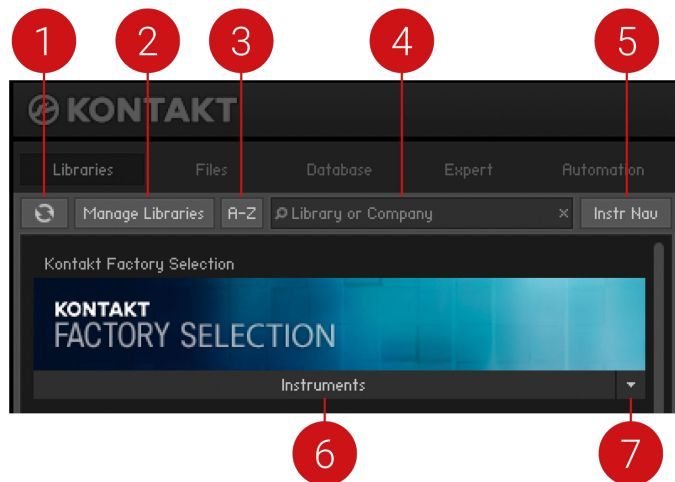 1 2 3 4 5
KONTAKT
Libraries Files Database Expert Automation
Manage Libraries A-Z Library or Company × Instr Nav
Kontakt Factory Selection
KONTAKT
FACTORY SELECTION
Instruments
6 7